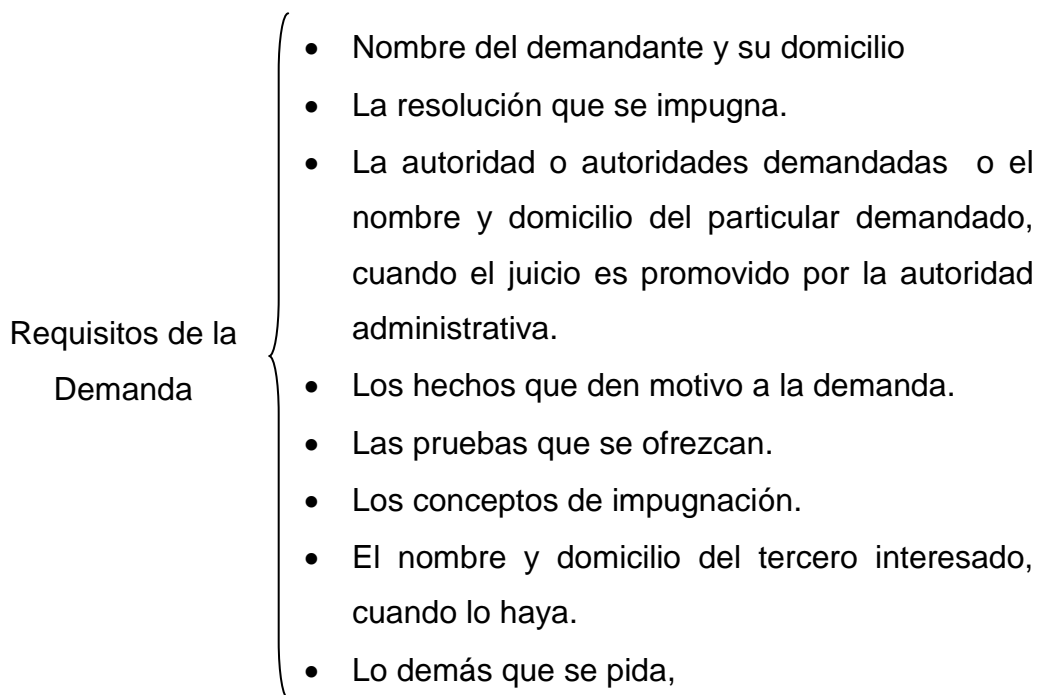 Requisitos de la
Demanda
• Nombre del demandante y su domicilio
• La resolución que se impugna.
• La autoridad o autoridades demandadas o el
nombre y domicilio del particular demandado,
cuando el juicio es promovido por la autoridad
administrativa.
• Los hechos que den motivo a la demanda.
• Las pruebas que se ofrezcan.
• Los conceptos de impugnación.
• El nombre y domicilio del tercero interesado,
cuando lo haya.
• Lo demás que se pida,